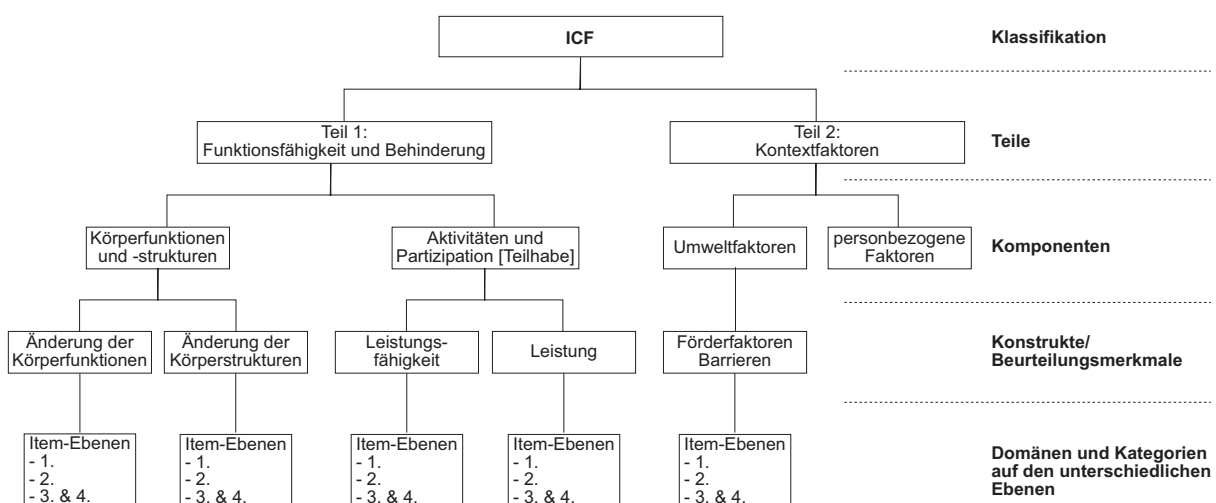 ICF
Klassifikation
Teil 1:
Funktionsfähigkeit und Behinderung
Teil 2:
Kontextfaktoren
Teile
Körperfunktionen
und -strukturen
Aktivitäten und
Partizipation [Teilhabe]
Umweltfaktoren
personbezogene
Faktoren
Komponenten
Änderung der
Körperfunktionen
Änderung der
Körperstrukturen
Leistungs-
fähigkeit
Leistung
Förderfaktoren
Barrieren
Konstrukte/
Beurteilungsmerkmale
Item-Ebenen
- 1.
- 2.
- 3. & 4.
Item-Ebenen
- 1.
- 2.
- 3. & 4.
Item-Ebenen
- 1.
- 2.
- 3. & 4.
Item-Ebenen
- 1.
- 2.
- 3. & 4.
Item-Ebenen
- 1.
- 2.
- 3. & 4.
Domänen und Kategorien
auf den unterschiedlichen
Ebenen